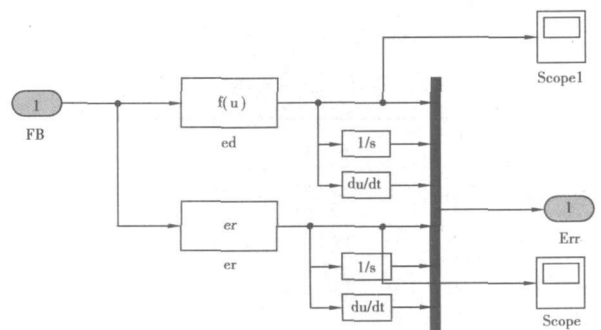 Scope1
1
FB
f(u)
ed
1/s
du/dt
1
Err
er
er
1/s
du/dt
Scope